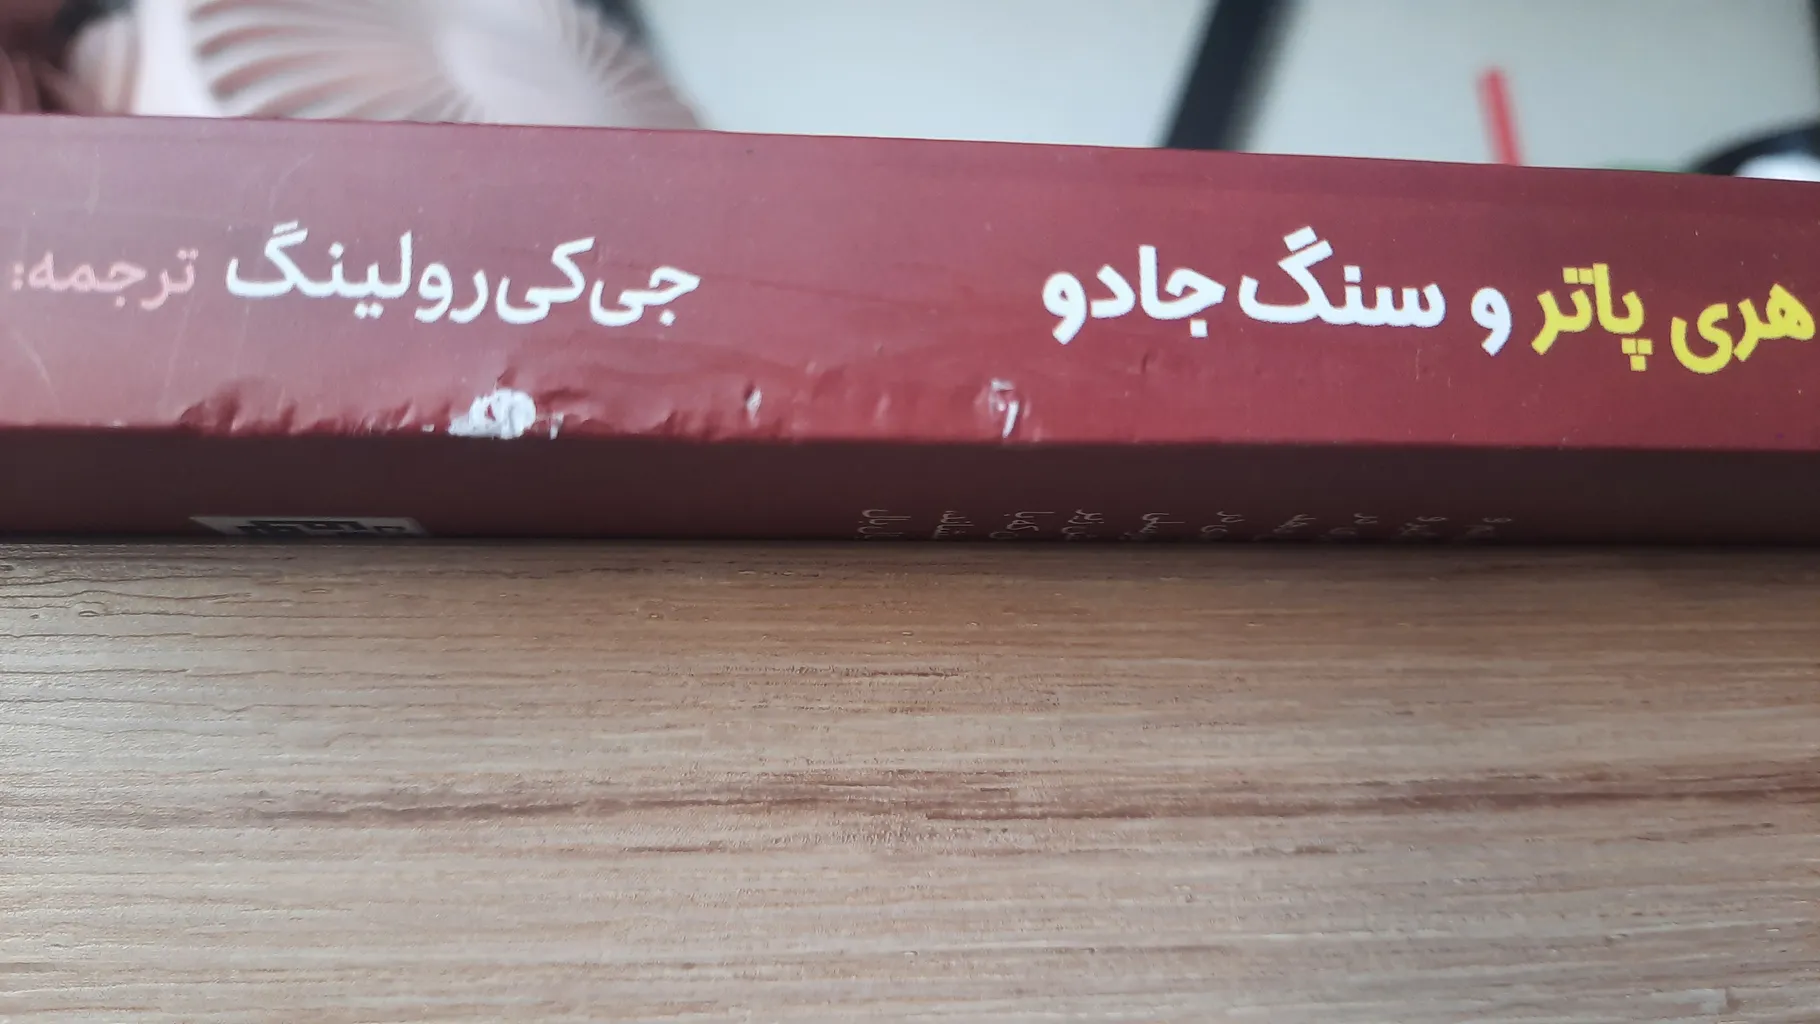 هری پاتر و سنگ جادو
جی‌کی‌رولینگ ترجمه: